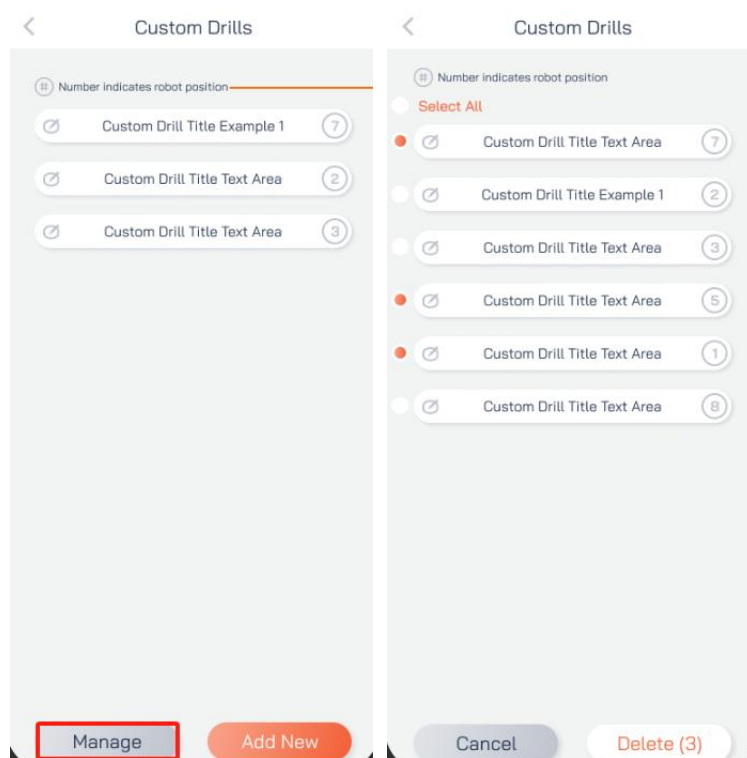 Custom Drills
# Number indicates robot position
Custom Drill Title Example 1 7
Custom Drill Title Text Area 2
Custom Drill Title Text Area 3
Manage Add New
Custom Drills
# Number indicates robot position
Select All
Custom Drill Title Text Area 7
Custom Drill Title Example 1 2
Custom Drill Title Text Area 3
Custom Drill Title Text Area 5
Custom Drill Title Text Area 1
Custom Drill Title Text Area 8
Cancel Delete (3)